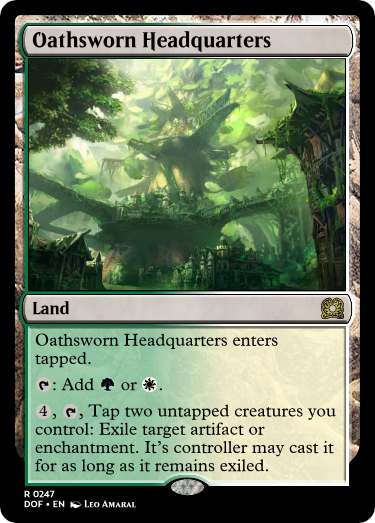 Oathsworn Headquarters
Land
Oathsworn Headquarters enters
tapped.
: Add or .
4, , Tap two untapped creatures you
control: Exile target artifact or
enchantment. It's controller may cast it
for as long as it remains exiled.
R 0247
DOF • EN Leo Amaral